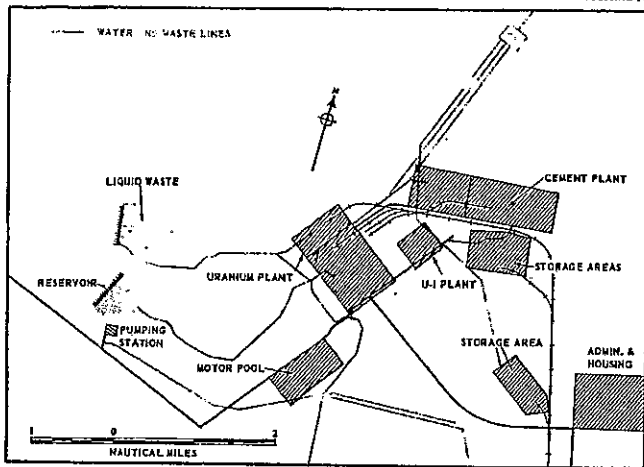 WATER
WASTE LINES
N
LIQUID WASTE
CEMENT PLANT
RESERVOIR
URANIUM PLANT
U-I PLANT
STORAGE AREAS
PUMPING
STATION
MOTOR POOL
STORAGE AREA
ADMIN. &
HOUSING
1 0 2
NAUTICAL MILES